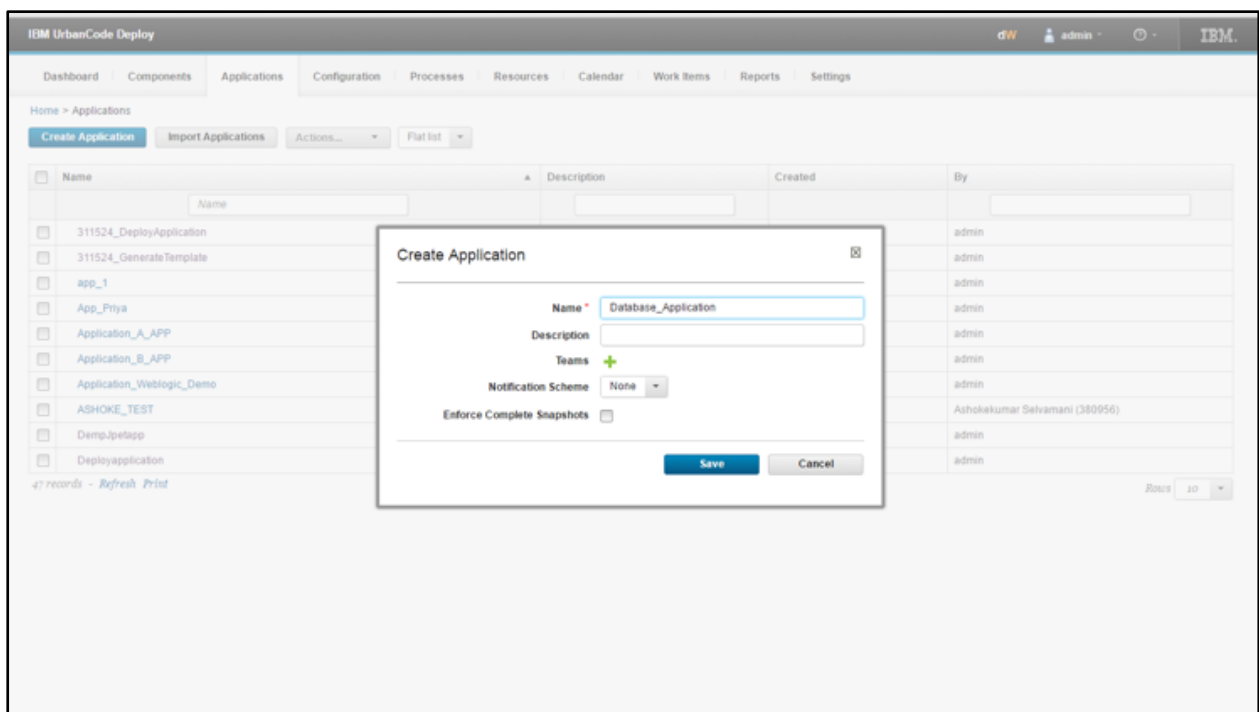 IBM UrbanCode Deploy dW admin IBM.
Dashboard Components Applications Configuration Processes Resources Calendar Work Items Reports Settings
Home > Applications
Create Application Import Applications Actions... Flat list
Name Description Created By
Name
311524_DeployApplication admin
311524_GenerateTemplate admin
app_1 admin
App_Priya admin
Application_A_APP admin
Application_B_APP admin
Application_Weblogic_Demo admin
ASHOKE_TEST Ashokekumar Selvamani (380956)
DempJpetapp admin
Deployapplication admin
47 records - Refresh Print Rows 10
Create Application
Name * Database_Application
Description
Teams
Notification Scheme None
Enforce Complete Snapshots
Save Cancel